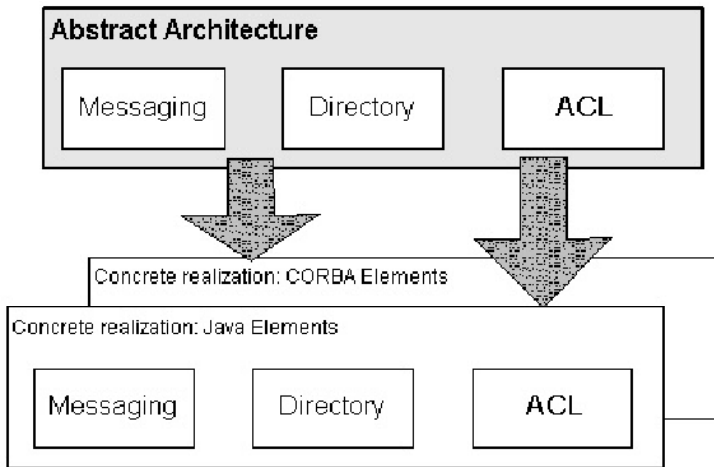 Abstract Architecture
Messaging Directory ACL
Concrete realization: CORBA Elements
Concrete realization: Java Elements
Messaging Directory ACL